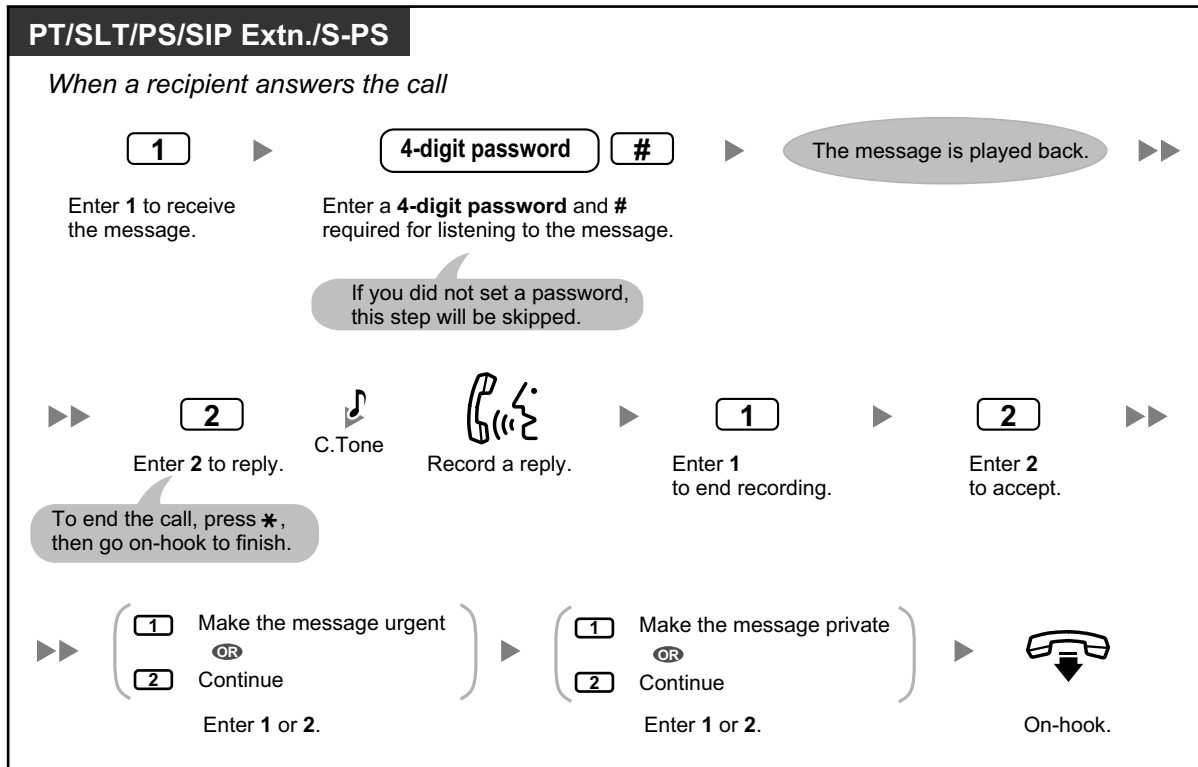 PT/SLT/PS/SIP Extn./S-PS
When a recipient answers the call
1
4-digit password #
The message is played back.
Enter 1 to receive
the message.
Enter a 4-digit password and #
required for listening to the message.
If you did not set a password,
this step will be skipped.
2
C.Tone
1
2
Enter 2 to reply.
Record a reply.
Enter 1
to end recording.
Enter 2
to accept.
To end the call, press *,
then go on-hook to finish.
1 Make the message urgent
OR
2 Continue
Enter 1 or 2.
1 Make the message private
OR
2 Continue
Enter 1 or 2.
On-hook.